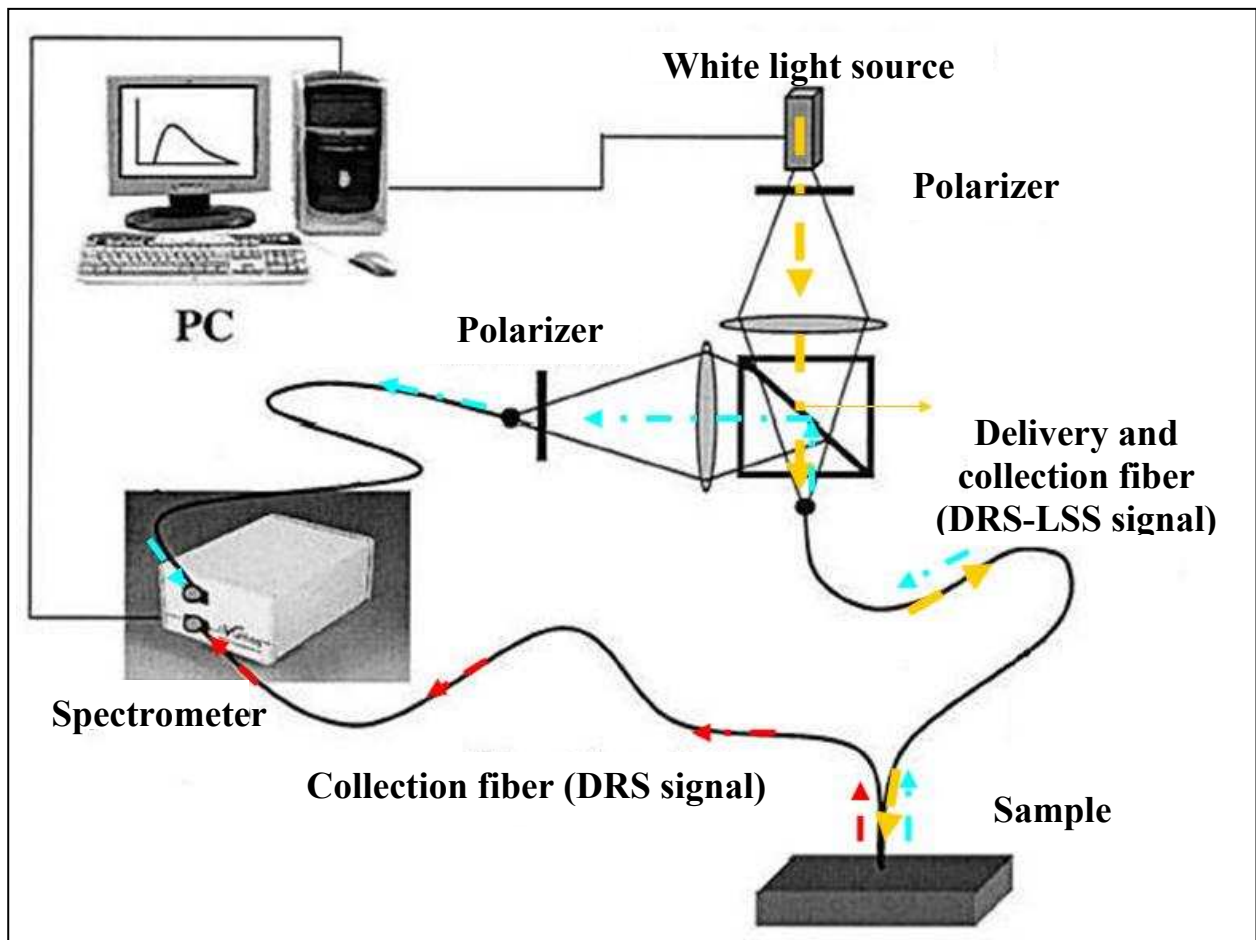 White light source
Polarizer
PC
Polarizer
Delivery and
collection fiber
(DRS-LSS signal)
Spectrometer
Collection fiber (DRS signal)
Sample